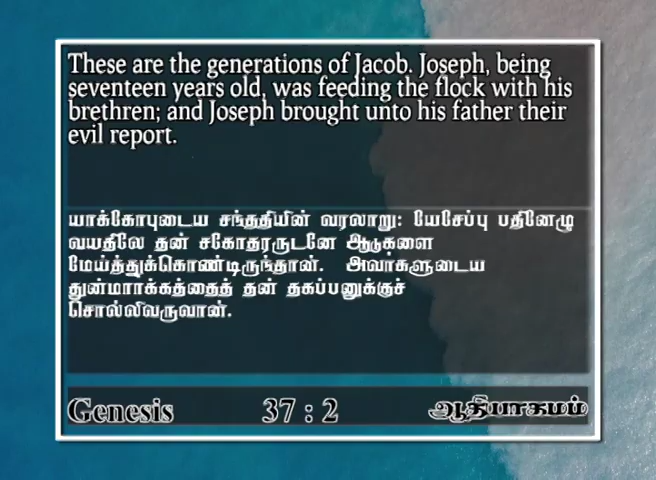 These are the generations of Jacob. Joseph, being
seventeen years old, was feeding the flock with his
brethren; and Joseph brought unto his father their
evil report.
யாக்கோபுடைய சந்ததியின் வரலாறு: யோசேப்பு பதினேழு
வயதிலே தன் சகோதரருடனே ஆடுகளை
மேய்த்துக்கொண்டிருந்தான். அவர்களுடைய
துன்மார்க்கத்தைத் தன் தகப்பனுக்குச்
சொல்லிவருவான்.
Genesis 37 : 2 ஆதியாகமம்